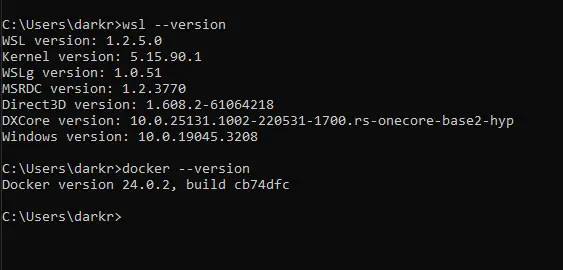 C:\Users\darkr>wsl --version
WSL version: 1.2.5.0
Kernel version: 5.15.90.1
WSLg version: 1.0.51
MSRDC version: 1.2.3770
Direct3D version: 1.608.2-61064218
DXCore version: 10.0.25131.1002-220531-1700.rs-onecore-base2-hyp
Windows version: 10.0.19045.3208
C:\Users\darkr>docker --version
Docker version 24.0.2, build cb74dfc
C:\Users\darkr>